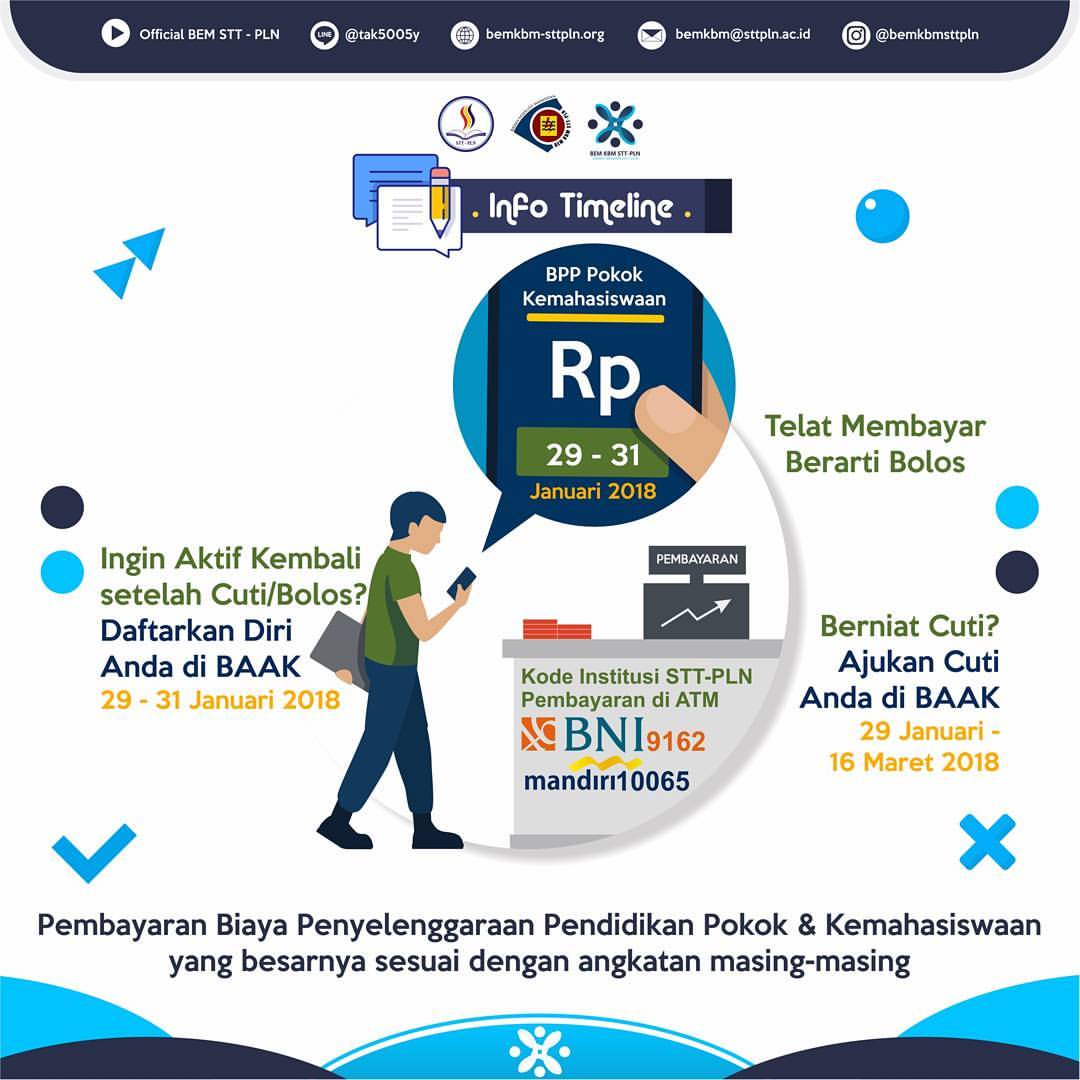 Official BEM STT - PLN
LINE
@tak5005y
bemkbm-sttpln.org
bemkbm@sttpln.ac.id
@bemkbmsttpln
STT - PLN
BEM KBM STT-PLN
. Info Timeline .
BPP Pokok
Kemahasiswaan
Rp
29 - 31
Januari 2018
Telat Membayar
Berarti Bolos
Ingin Aktif Kembali
setelah Cuti/Bolos?
Daftarkan Diri
Anda di BAAK
29 - 31 Januari 2018
PEMBAYARAN
Kode Institusi STT-PLN
Pembayaran di ATM
BNI 9162
mandiri 10065
Berniat Cuti?
Ajukan Cuti
Anda di BAAK
29 Januari -
16 Maret 2018
Pembayaran Biaya Penyelenggaraan Pendidikan Pokok & Kemahasiswaan
yang besarnya sesuai dengan angkatan masing-masing